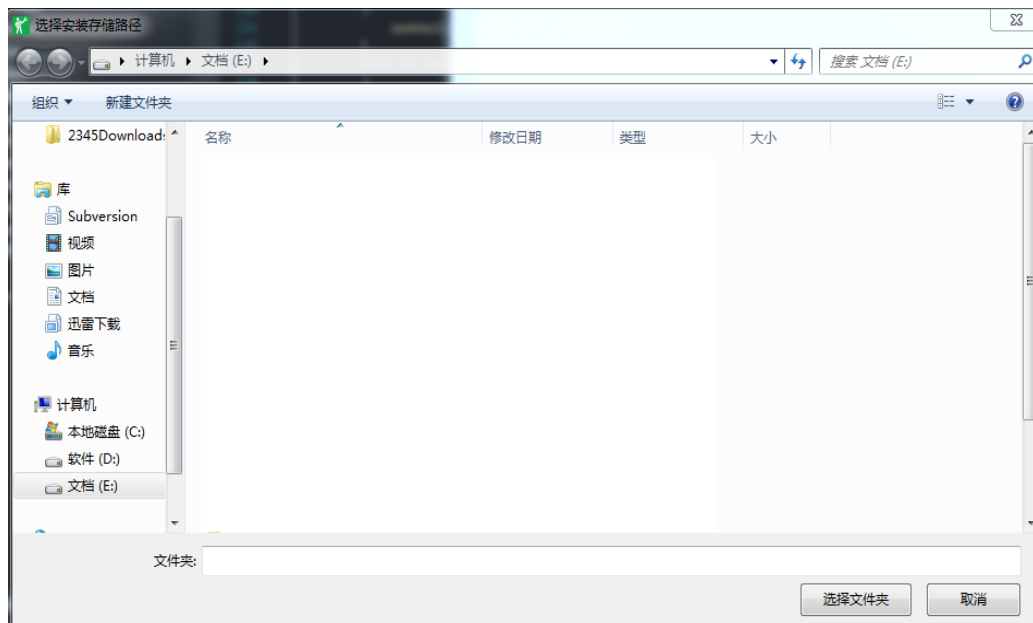 选择安装存储路径
计算机 文档 (E:)
搜索 文档 (E:)
组织 新建文件夹
2345Download
名称 修改日期 类型 大小
库
Subversion
视频
图片
文档
迅雷下载
音乐
计算机
本地磁盘 (C:)
软件 (D:)
文档 (E:)
文件夹:
选择文件夹 取消